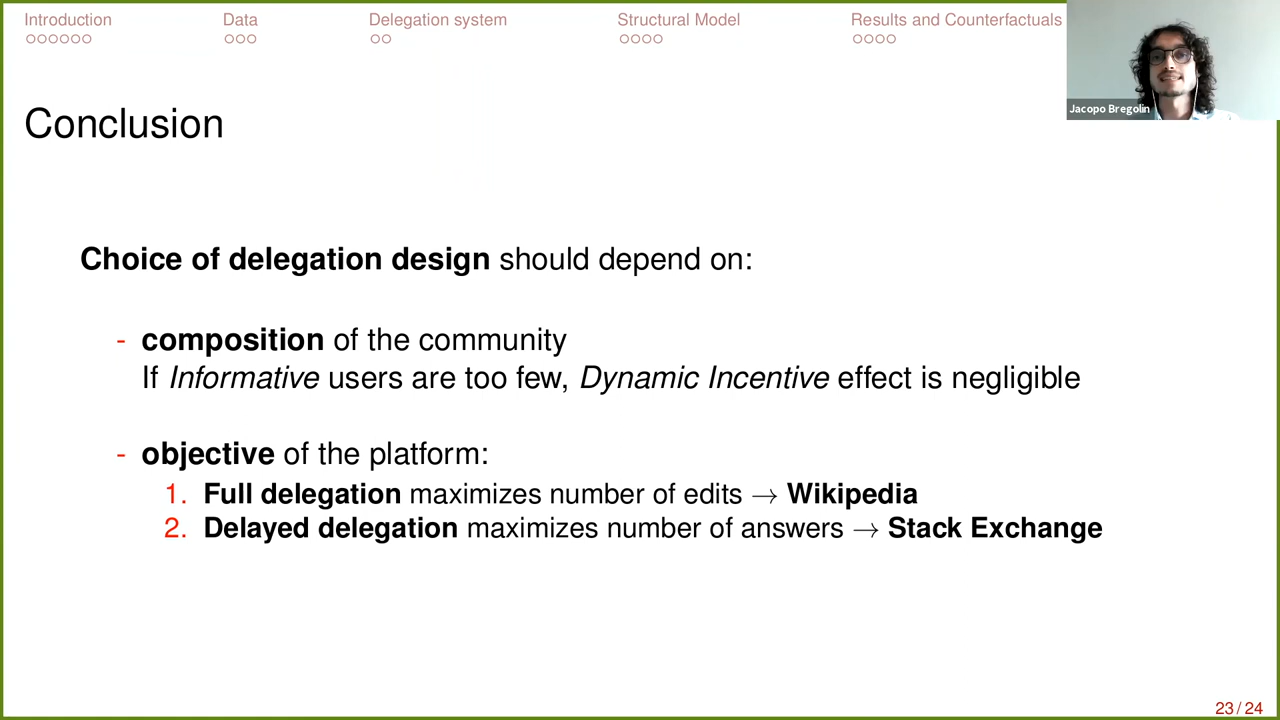 Introduction
Data
Delegation system
Structural Model
Results and Counterfactuals
Jacopo Bregolin
Conclusion
Choice of delegation design should depend on:
- composition of the community
If Informative users are too few, Dynamic Incentive effect is negligible
- objective of the platform:
1. Full delegation maximizes number of edits → Wikipedia
2. Delayed delegation maximizes number of answers → Stack Exchange
23 / 24